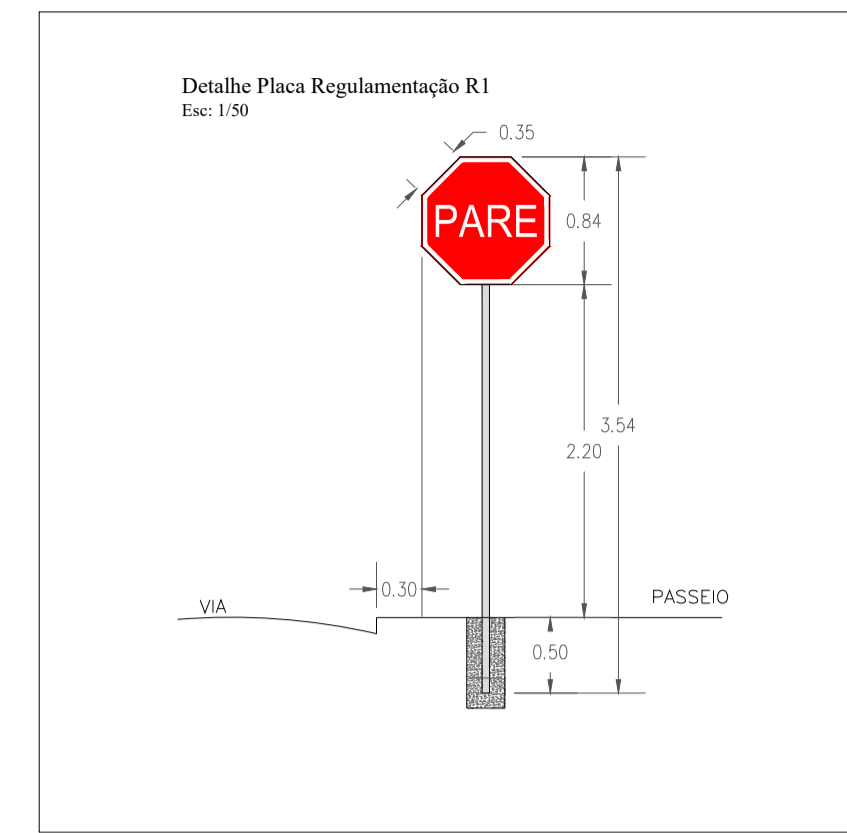 Detalhe Placa Regulamentação R1
Esc: 1/50
0.35
PARE
0.84
3.54
2.20
0.30
VIA
PASSEIO
0.50